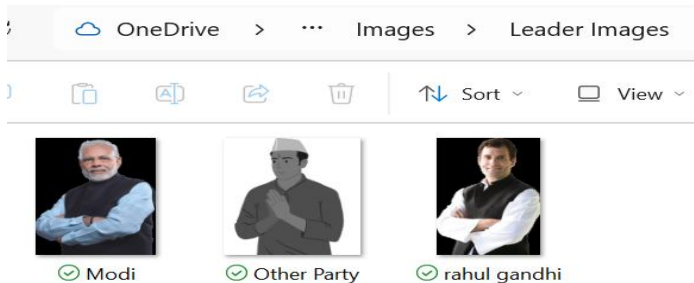 OneDrive > ... Images > Leader Images
Sort View
Modi Other Party rahul gandhi